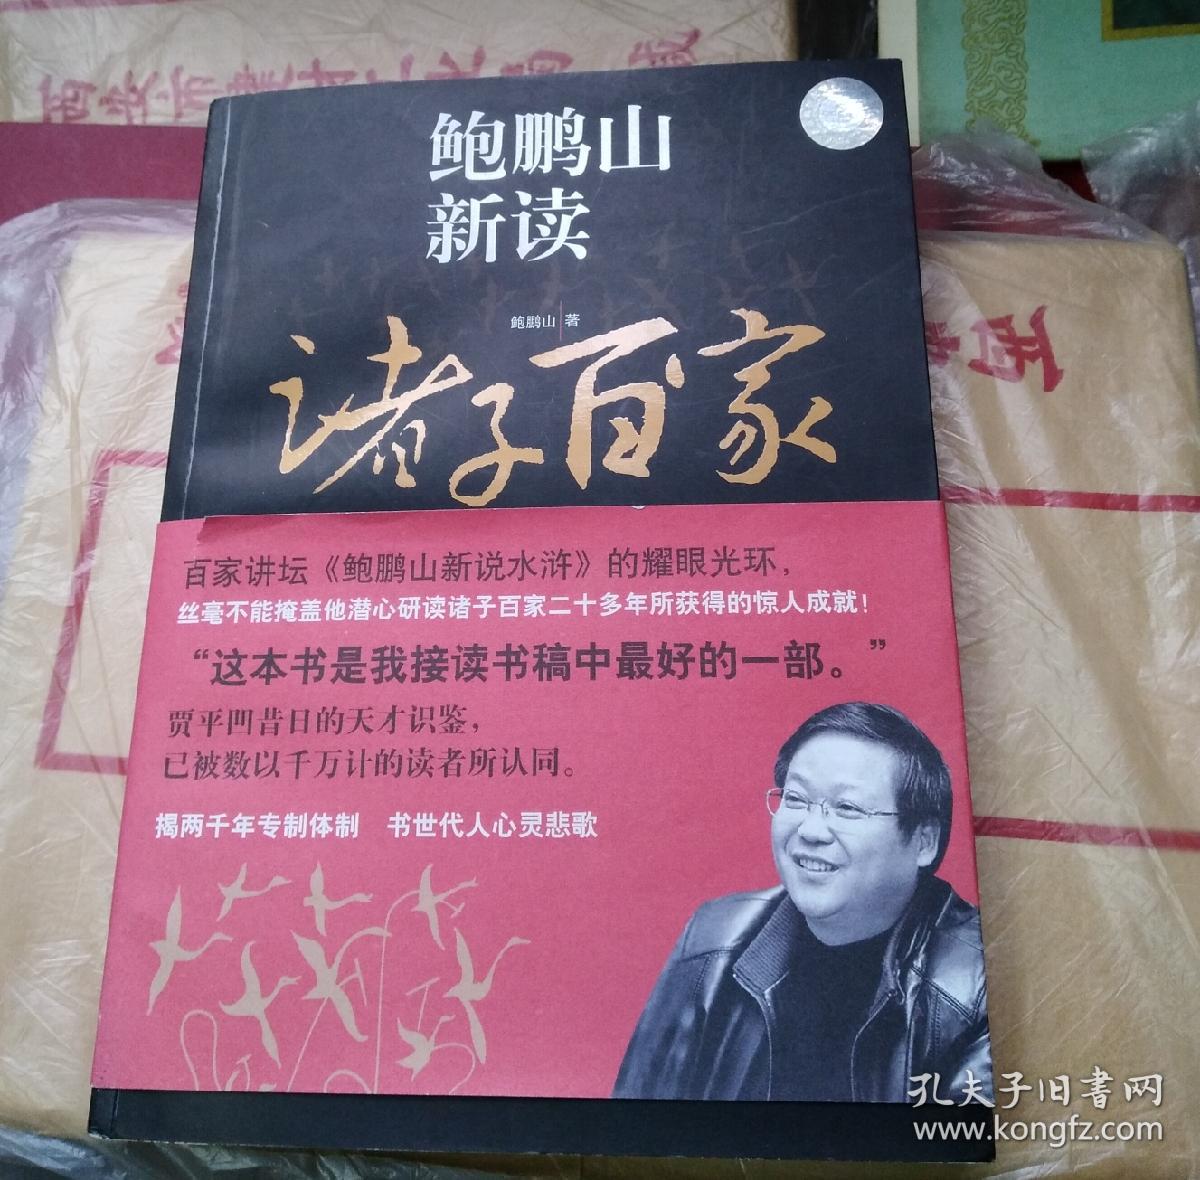 鲍鹏山
新读
鲍鹏山 著
诸子百家
百家讲坛《鲍鹏山新说水浒》的耀眼光环，
丝毫不能掩盖他潜心研读诸子百家二十多年所获得的惊人成就！
“这本书是我接读书稿中最好的一部。”
贾平凹昔日的天才识鉴，
已被数以千万计的读者所认同。
揭两千年专制体制 书世代人心灵悲歌
孔夫子旧書网
www.kongfz.com